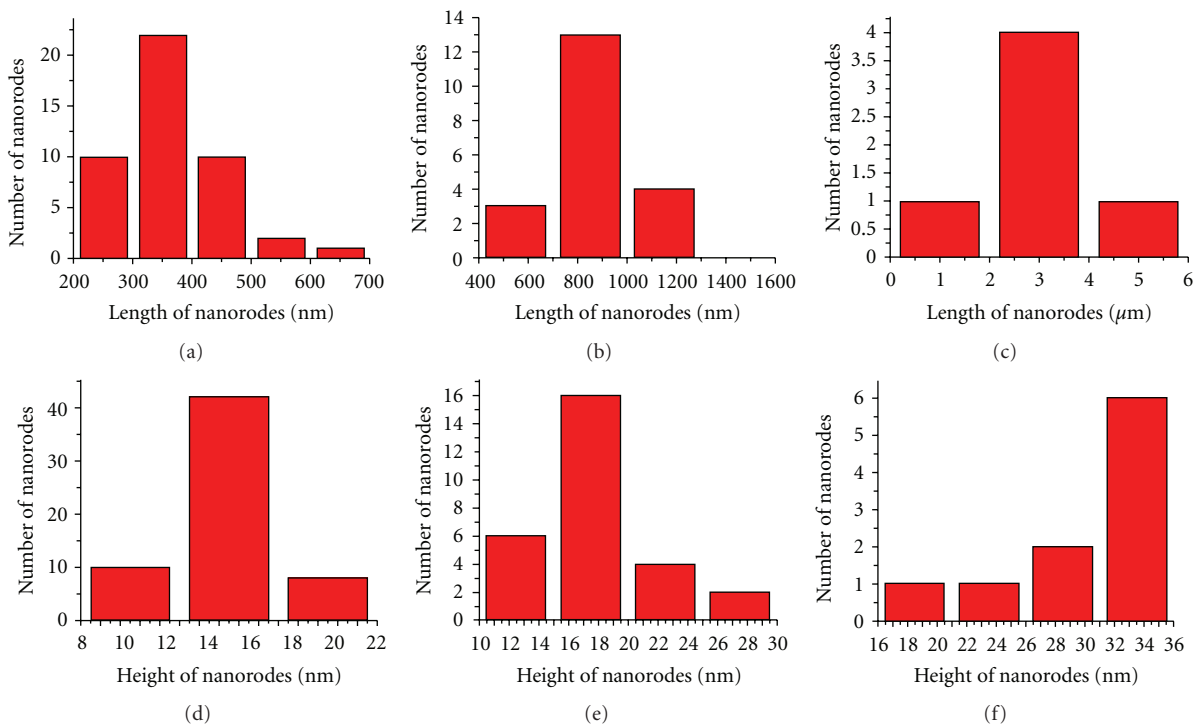 Number of nanorodes
20
15
10
5
0
200 300 400 500 600 700
Length of nanorodes (nm)
(a)
Number of nanorodes
14
12
10
8
6
4
2
0
400 600 800 1000 1200 1400 1600
Length of nanorodes (nm)
(b)
Number of nanorodes
4
3.5
3
2.5
2
1.5
1
0.5
0
0 1 2 3 4 5 6
Length of nanorodes (μm)
(c)
Number of nanorodes
40
30
20
10
0
8 10 12 14 16 18 20 22
Height of nanorodes (nm)
(d)
Number of nanorodes
16
14
12
10
8
6
4
2
0
10 12 14 16 18 20 22 24 26 28 30
Height of nanorodes (nm)
(e)
Number of nanorodes
6
5
4
3
2
1
0
16 18 20 22 24 26 28 30 32 34 36
Height of nanorodes (nm)
(f)